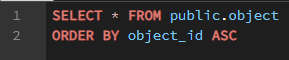 1 SELECT * FROM public.object
2 ORDER BY object_id ASC